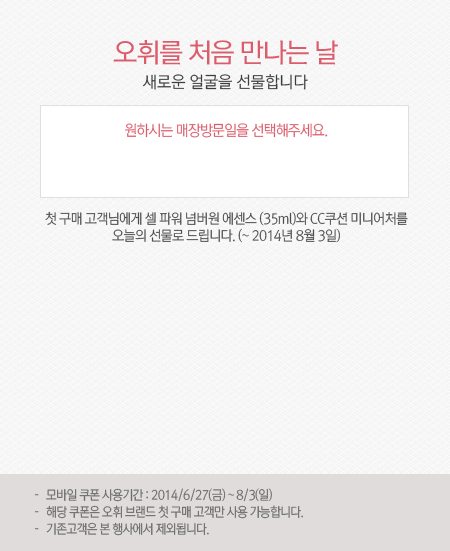 오휘를 처음 만나는 날
새로운 얼굴을 선물합니다
원하시는 매장방문일을 선택해주세요.
첫 구매 고객님에게 셀 파워 넘버원 에센스 (35ml)와 CC쿠션 미니어처를
오늘의 선물로 드립니다. (~ 2014년 8월 3일)
- 모바일 쿠폰 사용기간 : 2014/6/27(금) ~ 8/3(일)
- 해당 쿠폰은 오휘 브랜드 첫 구매 고객만 사용 가능합니다.
- 기존고객은 본 행사에서 제외됩니다.